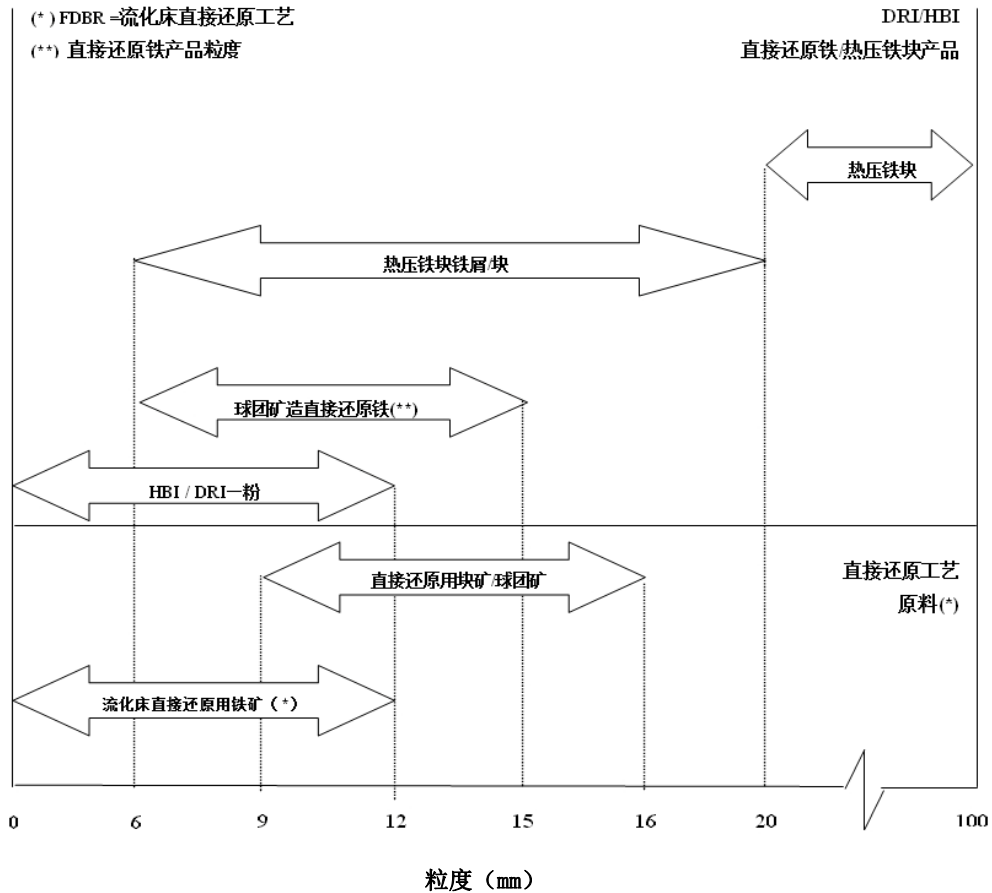 (*) FDBR =流化床直接还原工艺
DRI/HBI
(**) 直接还原铁产品粒度
直接还原铁/热压铁块产品
热压铁块
热压铁块铁屑/块
球团矿造直接还原铁(**)
HBI / DRI—粉
直接还原用块矿/球团矿
直接还原工艺
原料(*)
流化床直接还原用铁矿（*）
0 6 9 12 15 16 20 100
粒度（mm）